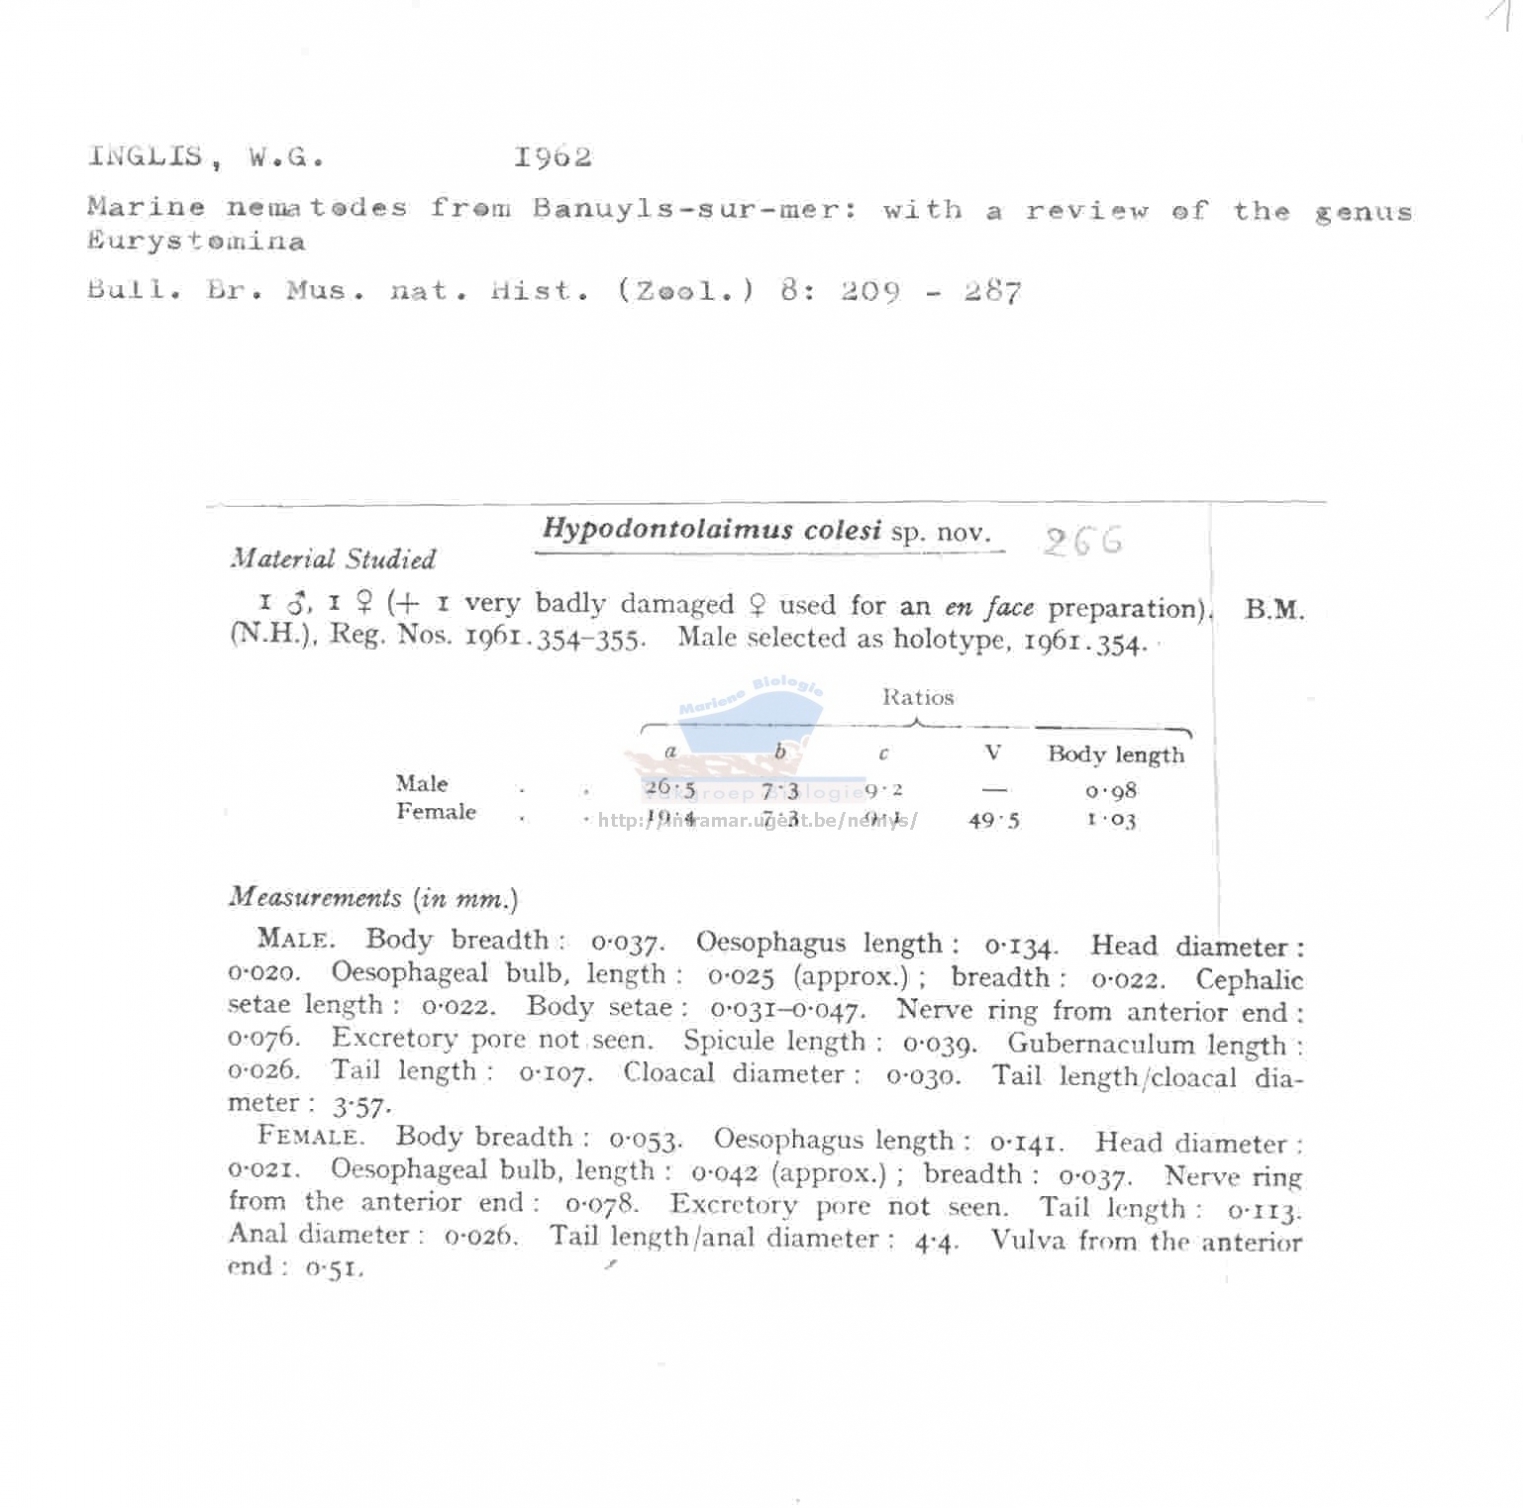 1
INGLIS, W.G. I962
Marine nematodes from Banuyls-sur-mer: with a review of the genus
Eurystomina
Bull. Br. Mus. nat. Hist. (Zool.) 8: 209 - 287
Hypodontolaimus colesi sp. nov. 266
Material Studied
1 ♂, 1 ♀ (+ 1 very badly damaged ♀ used for an en face preparation). B.M.
(N.H.), Reg. Nos. 1961.354–355. Male selected as holotype, 1961.354.
Mariene Biologie
Ratios
a b c V Body length
Male . . 26·5 7·3 9·2 — 0·98
Vakgroep Biologie
Female . . 19·4 7·3 9·1 49·5 1·03
http://intramar.ugent.be/nemys/
Measurements (in mm.)
MALE. Body breadth : 0·037. Oesophagus length : 0·134. Head diameter :
0·020. Oesophageal bulb, length : 0·025 (approx.) ; breadth : 0·022. Cephalic
setae length : 0·022. Body setae : 0·031–0·047. Nerve ring from anterior end :
0·076. Excretory pore not seen. Spicule length : 0·039. Gubernaculum length :
0·026. Tail length : 0·107. Cloacal diameter : 0·030. Tail length/cloacal dia-
meter : 3·57.
FEMALE. Body breadth : 0·053. Oesophagus length : 0·141. Head diameter :
0·021. Oesophageal bulb, length : 0·042 (approx.) ; breadth : 0·037. Nerve ring
from the anterior end : 0·078. Excretory pore not seen. Tail length : 0·113.
Anal diameter : 0·026. Tail length/anal diameter : 4·4. Vulva from the anterior
end : 0·51.